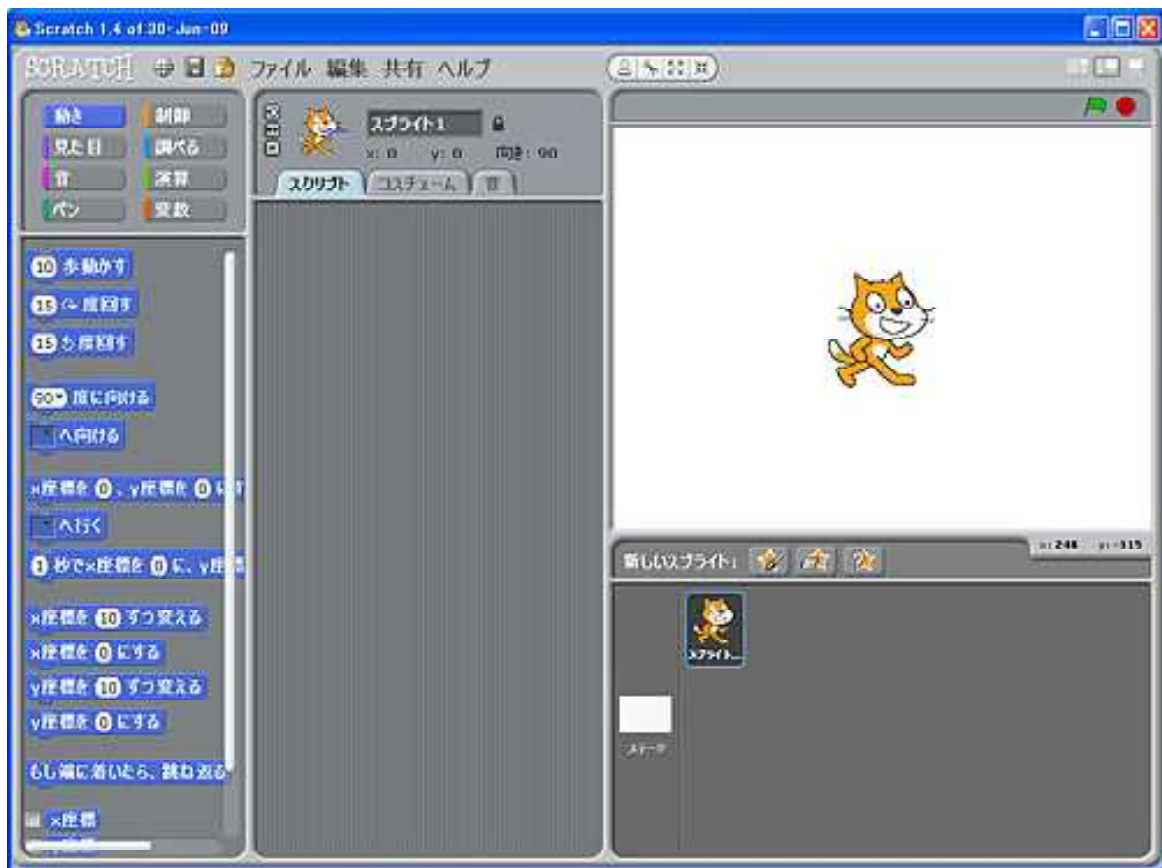 Scratch 1.4 of 30-Jun-09
SCRATCH ファイル 編集 共有 ヘルプ
動き 制御
見た目 調べる
音 演算
ペン 変数
スプライト1
x: 0 y: 0 向き: 90
スクリプト コスチューム 音
10 歩動かす
15 度回す
15 度回す
90 度に向ける
へ向ける
x座標を 0 、y座標を 0 に
へ行く
1 秒でx座標を 0 に、y座標
x座標を 10 ずつ変える
x座標を 0 にする
y座標を 10 ずつ変える
y座標を 0 にする
もし端に着いたら、跳ね返る
x座標
x: 248 y: -515
新しいスプライト:
スプライト...
ステージ